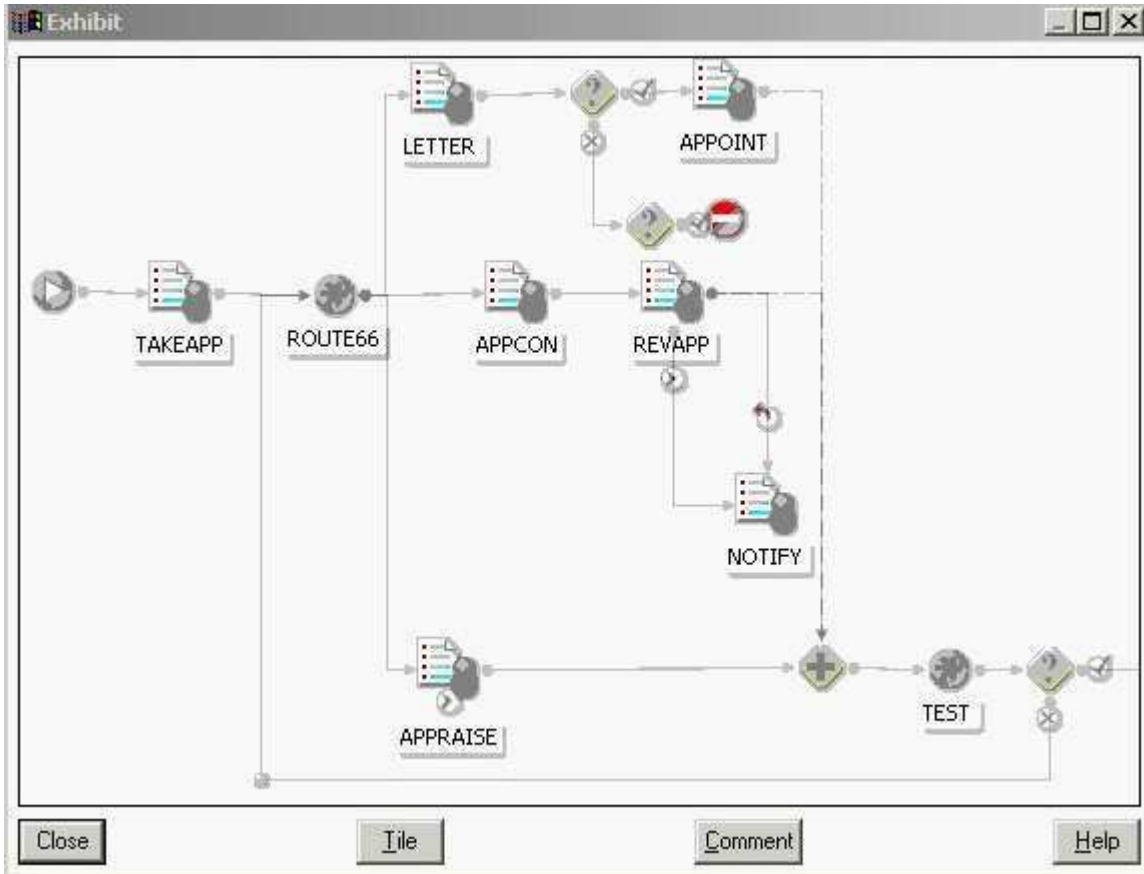 Exhibit
LETTER
APPOINT
TAKEAPP
ROUTE66
APPCON
REVAPP
NOTIFY
APPRAISE
TEST
Close
Tile
Comment
Help